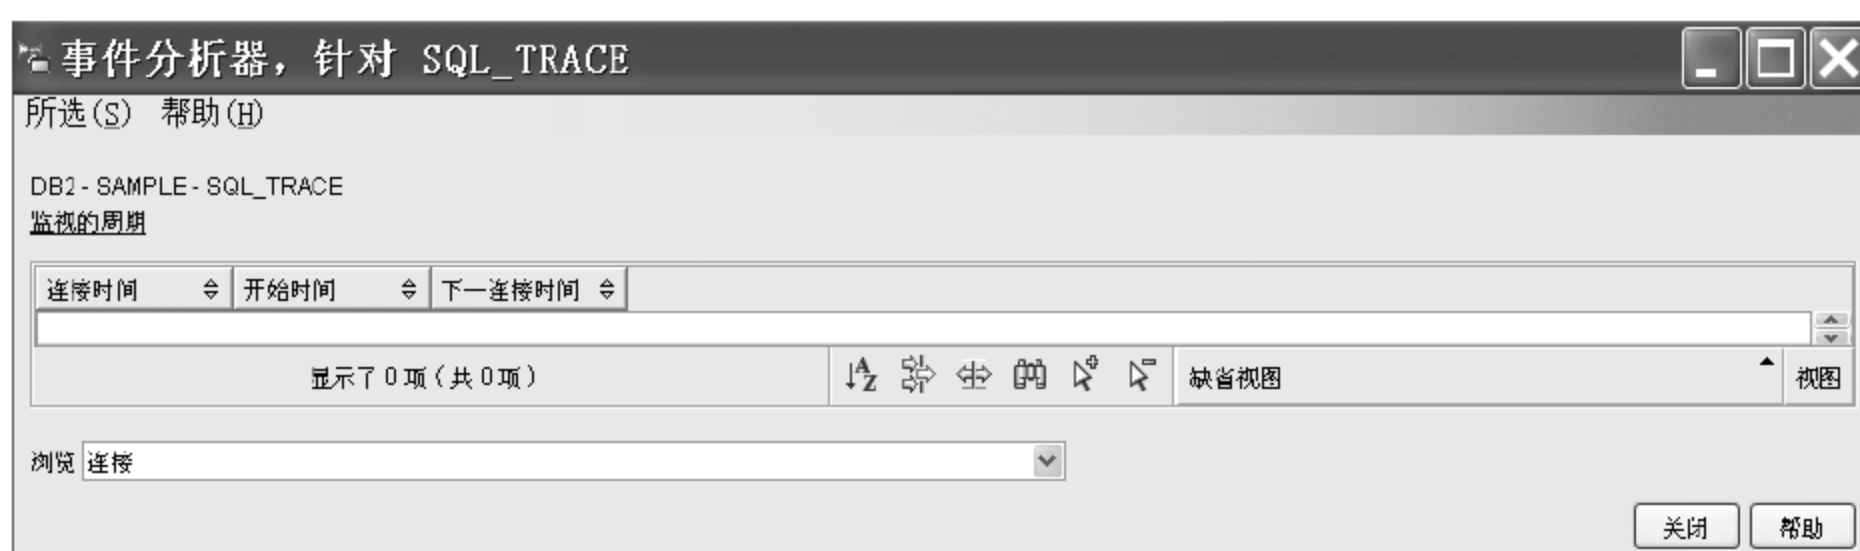 事件分析器，针对 SQL_TRACE
所选(S) 帮助(H)
DB2 - SAMPLE - SQL_TRACE
监视的周期
连接时间 开始时间 下一连接时间
显示了 0 项 ( 共 0 项 ) 缺省视图 视图
浏览 连接
关闭 帮助